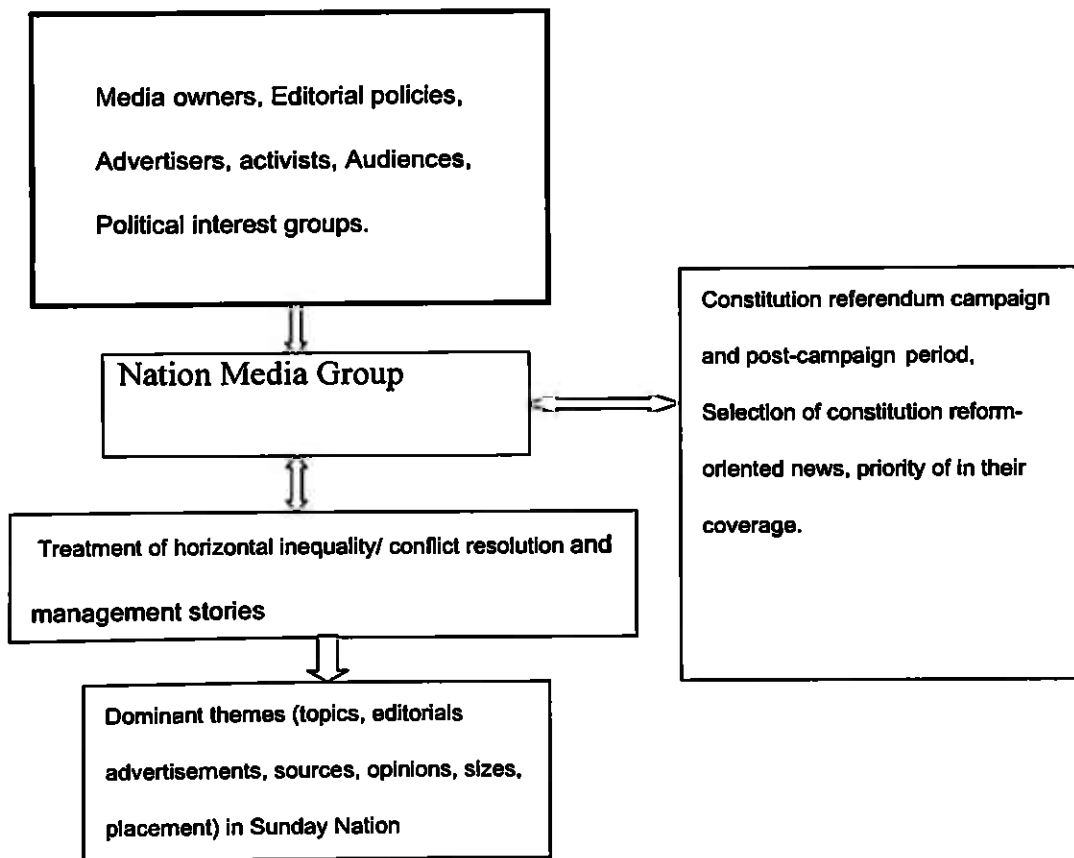 Media owners, Editorial policies,
Advertisers, activists, Audiences,
Political interest groups.
Nation Media Group
Constitution referendum campaign
and post-campaign period,
Selection of constitution reform-
oriented news, priority of in their
coverage.
Treatment of horizontal inequality/ conflict resolution and
management stories
Dominant themes (topics, editorials
advertisements, sources, opinions, sizes,
placement) in Sunday Nation